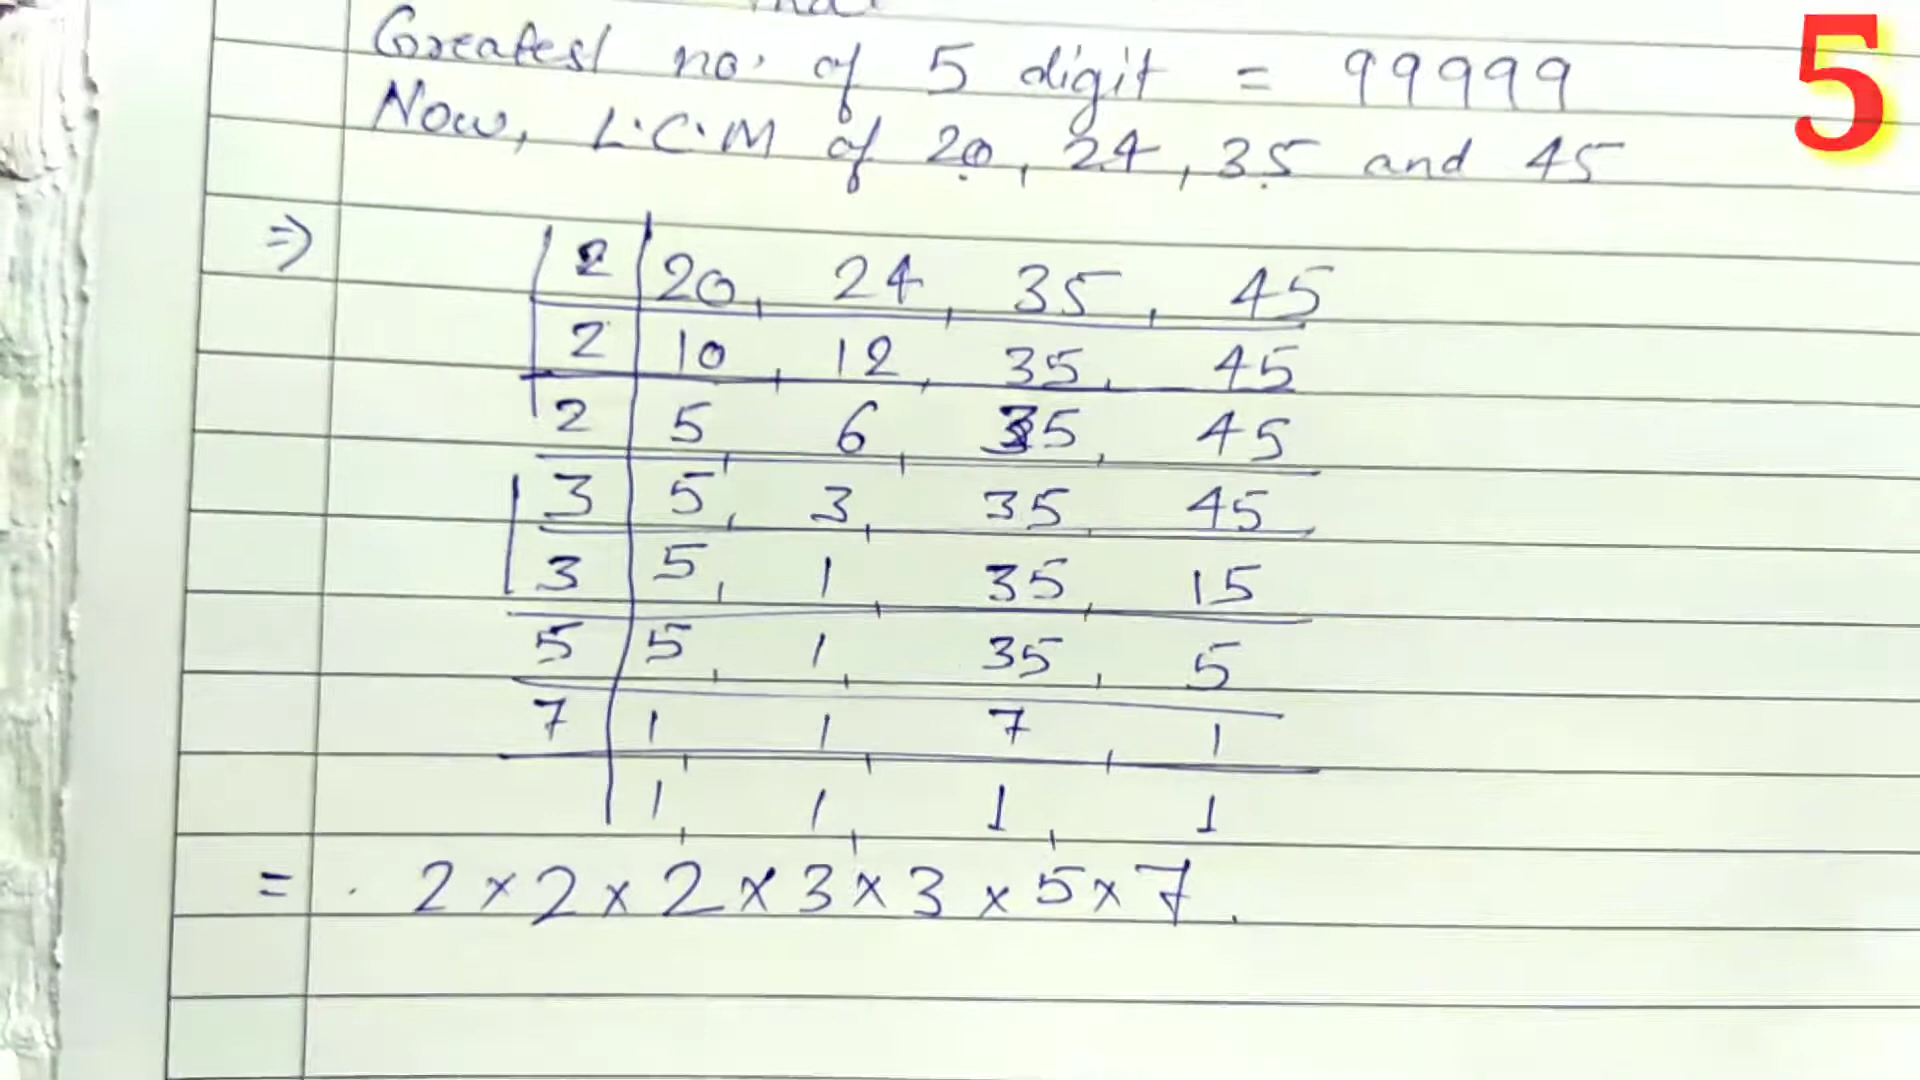 Greatest no. of 5 digit = 99999
5
Now, L.C.M of 20, 24, 35 and 45
⇒ 2 | 20, 24, 35, 45
2 | 10, 12, 35, 45
2 | 5, 6, 35, 45
3 | 5, 3, 35, 45
3 | 5, 1, 35, 15
5 | 5, 1, 35, 5
7 | 1 1 7, 1
1, 1, 1, 1
= 2 × 2 × 2 × 3 × 3 × 5 × 7.